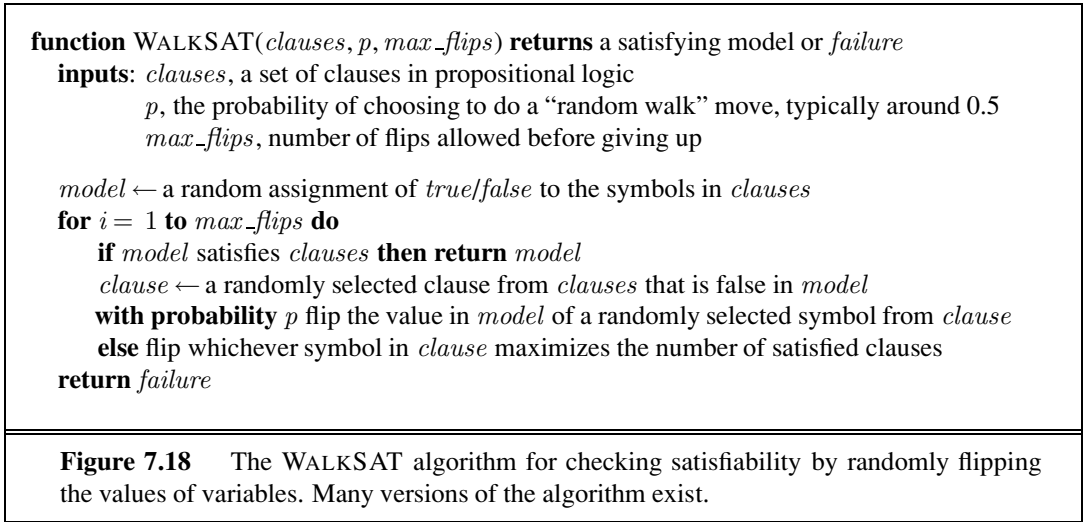 function WALKSAT(clauses, p, max_flips) returns a satisfying model or failure
inputs: clauses, a set of clauses in propositional logic
p, the probability of choosing to do a “random walk” move, typically around 0.5
max_flips, number of flips allowed before giving up
model ← a random assignment of true/false to the symbols in clauses
for i = 1 to max_flips do
if model satisfies clauses then return model
clause ← a randomly selected clause from clauses that is false in model
with probability p flip the value in model of a randomly selected symbol from clause
else flip whichever symbol in clause maximizes the number of satisfied clauses
return failure
Figure 7.18 The WALKSAT algorithm for checking satisfiability by randomly flipping
the values of variables. Many versions of the algorithm exist.